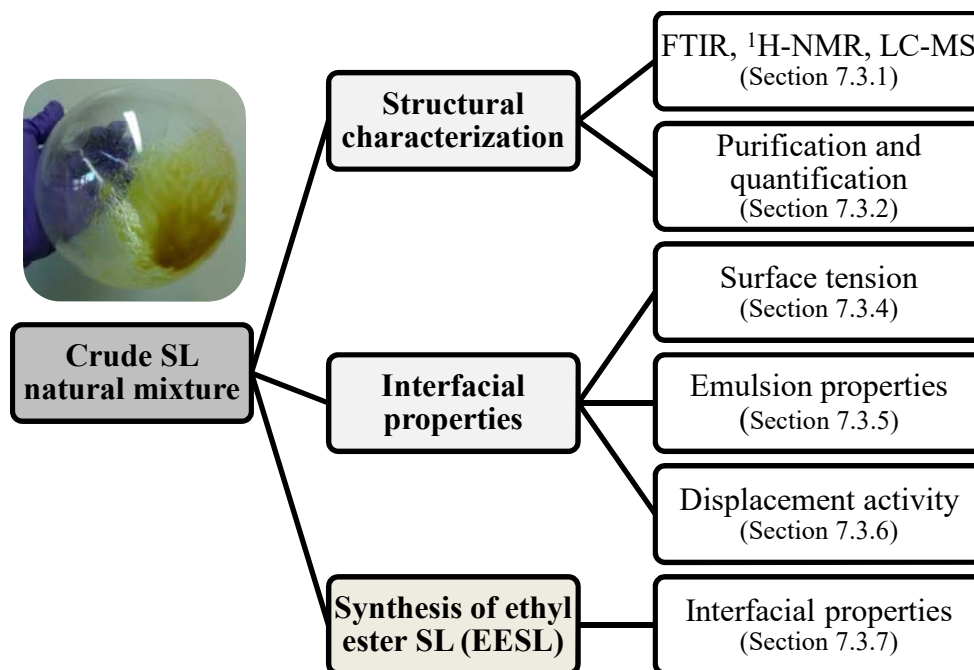 Crude SL
natural mixture
Structural
characterization
FTIR, ¹H-NMR, LC-MS
(Section 7.3.1)
Purification and
quantification
(Section 7.3.2)
Interfacial
properties
Surface tension
(Section 7.3.4)
Emulsion properties
(Section 7.3.5)
Displacement activity
(Section 7.3.6)
Synthesis of ethyl
ester SL (EESL)
Interfacial properties
(Section 7.3.7)